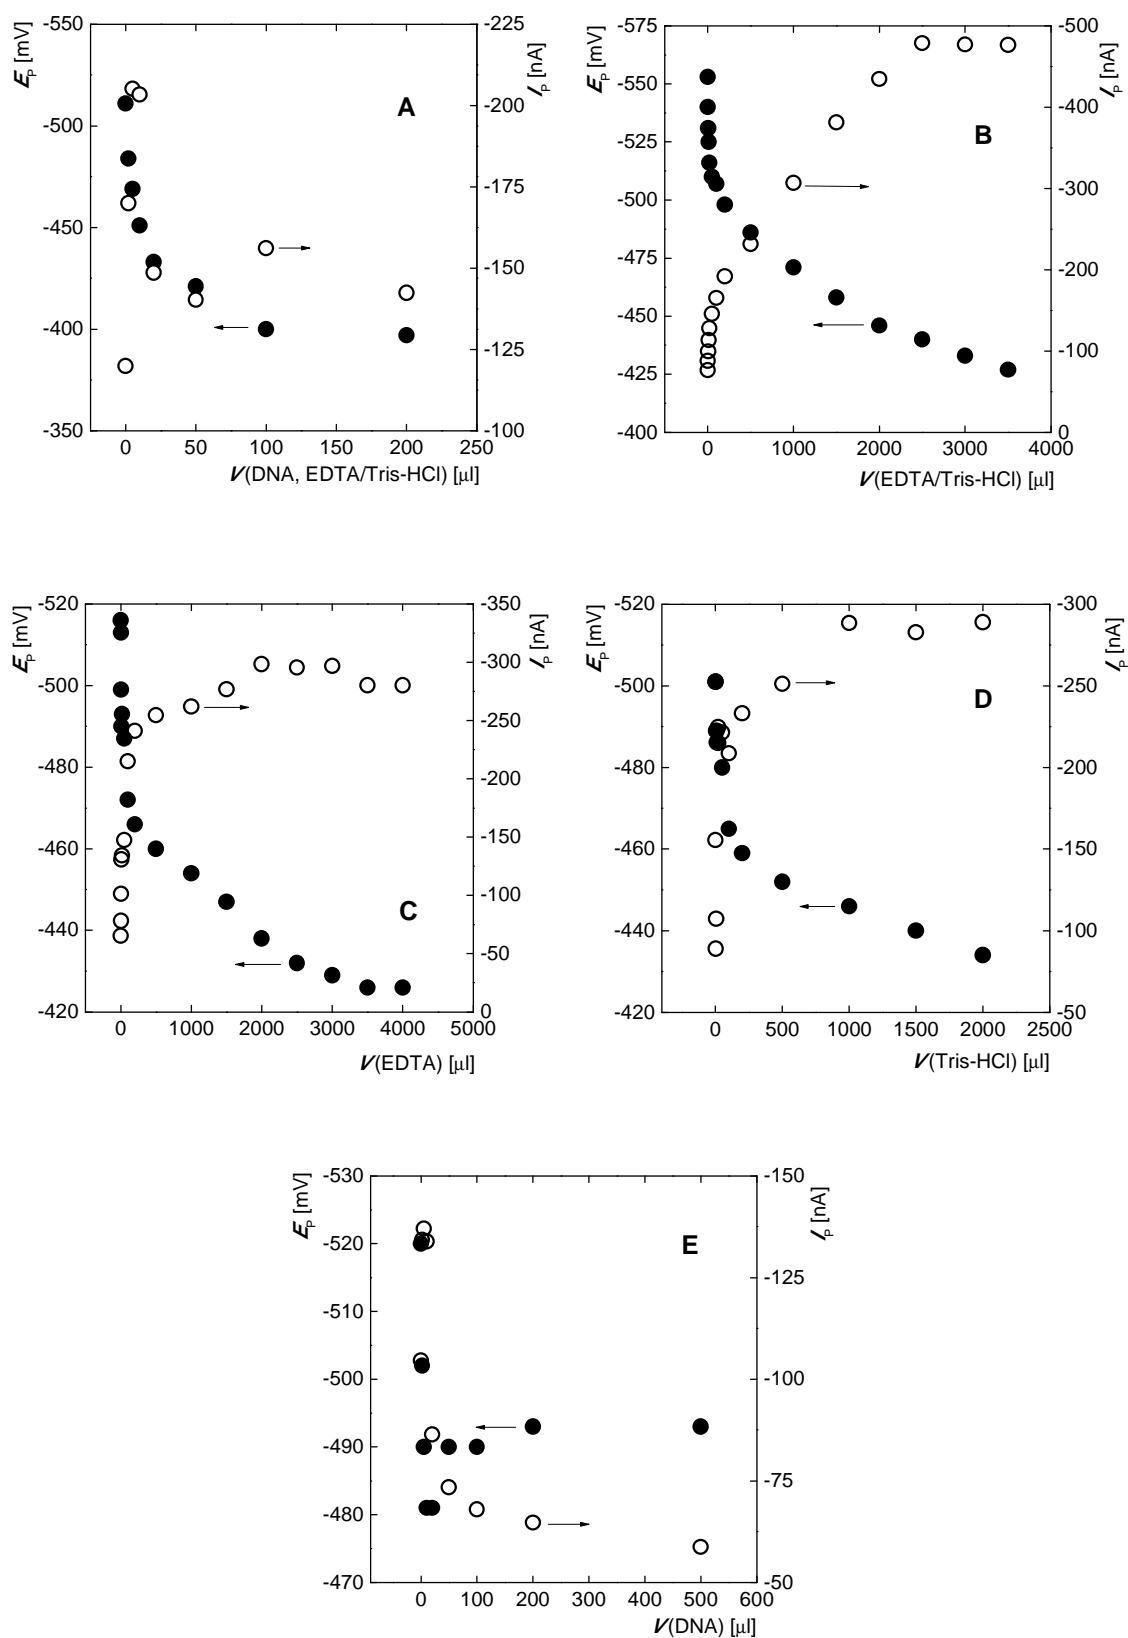 -550
-500
-450
-400
-350
E_P [mV]
A
-225
-200
-175
-150
-125
-100
I_P [nA]
0 50 100 150 200 250
V(DNA, EDTA/Tris-HCl) [µl]
-575
-550
-525
-500
-475
-450
-425
-400
E_P [mV]
B
-500
-400
-300
-200
-100
0
I_P [nA]
0 1000 2000 3000 4000
V(EDTA/Tris-HCl) [µl]
-520
-500
-480
-460
-440
-420
E_P [mV]
C
-350
-300
-250
-200
-150
-100
-50
0
I_P [nA]
0 1000 2000 3000 4000 5000
V(EDTA) [µl]
-520
-500
-480
-460
-440
-420
E_P [mV]
D
-300
-250
-200
-150
-100
-50
I_P [nA]
0 500 1000 1500 2000 2500
V(Tris-HCl) [µl]
-530
-520
-510
-500
-490
-480
-470
E_P [mV]
E
-150
-125
-100
-75
-50
I_P [nA]
0 100 200 300 400 500 600
V(DNA) [µl]